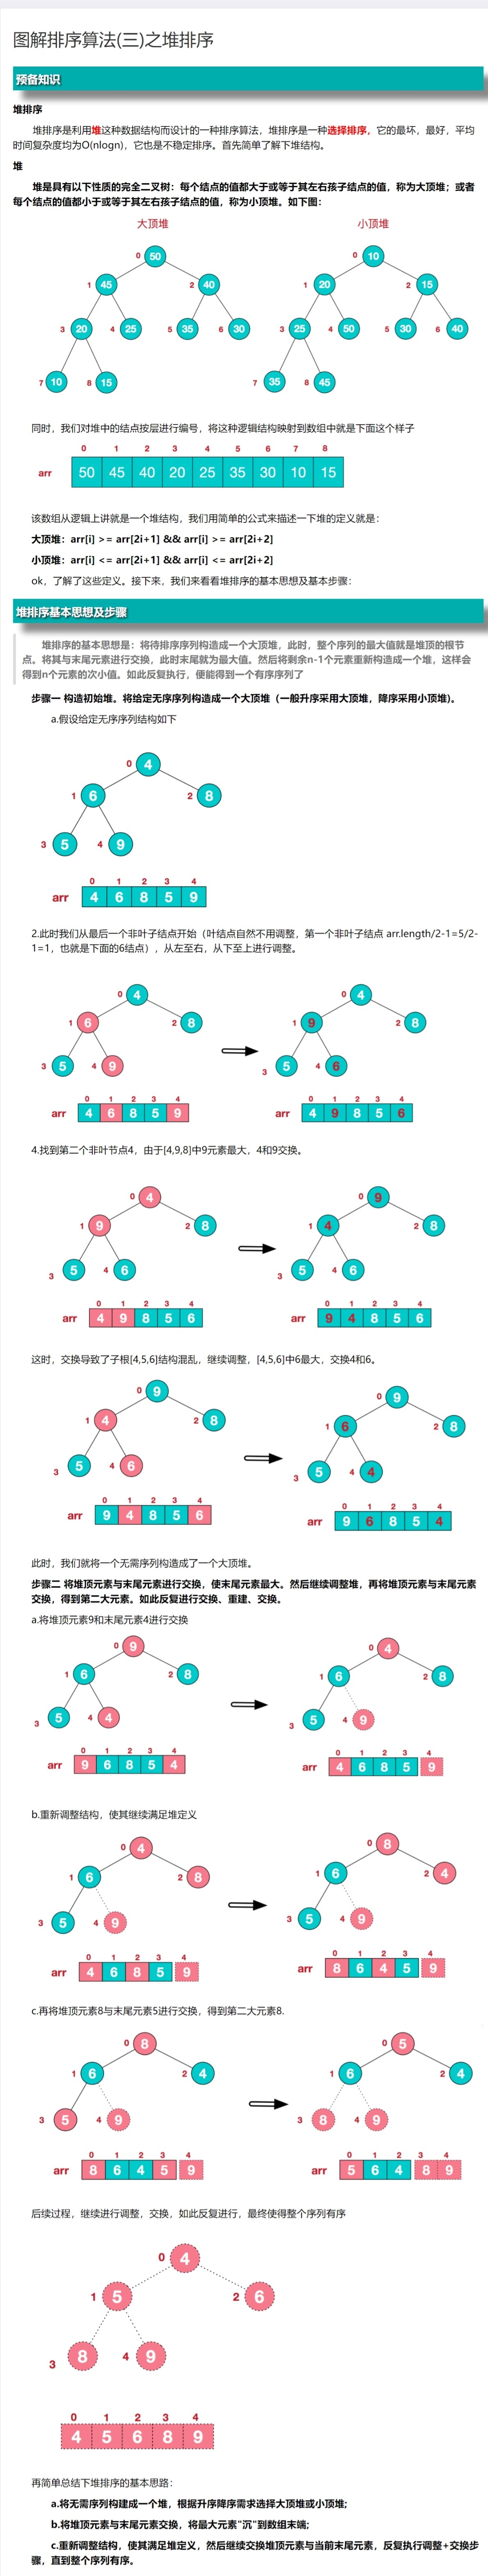 图解排序算法(三)之堆排序
预备知识
堆排序
堆排序是利用堆这种数据结构而设计的一种排序算法，堆排序是一种选择排序，它的最坏，最好，平均
时间复杂度均为O(nlogn)，它也是不稳定排序。首先简单了解下堆结构。
堆
堆是具有以下性质的完全二叉树：每个结点的值都大于或等于其左右孩子结点的值，称为大顶堆；或者
每个结点的值都小于或等于其左右孩子结点的值，称为小顶堆。如下图：
大顶堆 小顶堆
0 50 0 10
1 45 2 40 1 20 2 15
3 20 4 25 5 35 6 30 3 25 4 50 5 30 6 40
7 10 8 15 7 35 8 45
同时，我们对堆中的结点按层进行编号，将这种逻辑结构映射到数组中就是下面这个样子
0 1 2 3 4 5 6 7 8
arr 50 45 40 20 25 35 30 10 15
该数组从逻辑上讲就是一个堆结构，我们用简单的公式来描述一下堆的定义就是：
大顶堆：arr[i] >= arr[2i+1] && arr[i] >= arr[2i+2]
小顶堆：arr[i] <= arr[2i+1] && arr[i] <= arr[2i+2]
ok，了解了这些定义。接下来，我们来看看堆排序的基本思想及基本步骤：
堆排序基本思想及步骤
堆排序的基本思想是：将待排序序列构造成一个大顶堆，此时，整个序列的最大值就是堆顶的根节
点。将其与末尾元素进行交换，此时末尾就为最大值。然后将剩余n-1个元素重新构造成一个堆，这样会
得到n个元素的次小值。如此反复执行，便能得到一个有序序列了
步骤一 构造初始堆。将给定无序序列构造成一个大顶堆（一般升序采用大顶堆，降序采用小顶堆)。
a.假设给定无序序列结构如下
0 4
1 6 2 8
3 5 4 9
0 1 2 3 4
arr 4 6 8 5 9
2.此时我们从最后一个非叶子结点开始（叶结点自然不用调整，第一个非叶子结点 arr.length/2-1=5/2-
1=1，也就是下面的6结点），从左至右，从下至上进行调整。
0 4 0 4
1 6 2 8 1 9 2 8
3 5 4 9 3 5 4 6
0 1 2 3 4 0 1 2 3 4
arr 4 6 8 5 9 arr 4 9 8 5 6
4.找到第二个非叶节点4，由于[4,9,8]中9元素最大，4和9交换。
0 4 0 9
1 9 2 8 1 4 2 8
3 5 4 6 3 5 4 6
0 1 2 3 4 0 1 2 3 4
arr 4 9 8 5 6 arr 9 4 8 5 6
这时，交换导致了子根[4,5,6]结构混乱，继续调整，[4,5,6]中6最大，交换4和6。
0 9 0 9
1 4 2 8 1 6 2 8
3 5 4 6 3 5 4 4
0 1 2 3 4 0 1 2 3 4
arr 9 4 8 5 6 arr 9 6 8 5 4
此时，我们就将一个无需序列构造成了一个大顶堆。
步骤二 将堆顶元素与末尾元素进行交换，使末尾元素最大。然后继续调整堆，再将堆顶元素与末尾元素
交换，得到第二大元素。如此反复进行交换、重建、交换。
a.将堆顶元素9和末尾元素4进行交换
0 9 0 4
1 6 2 8 1 6 2 8
3 5 4 4 3 5 4 9
0 1 2 3 4 0 1 2 3 4
arr 9 6 8 5 4 arr 4 6 8 5 9
b.重新调整结构，使其继续满足堆定义
0 4 0 8
1 6 2 8 1 6 2 4
3 5 4 9 3 5 4 9
0 1 2 3 4 0 1 2 3 4
arr 4 6 8 5 9 arr 8 6 4 5 9
c.再将堆顶元素8与末尾元素5进行交换，得到第二大元素8.
0 8 0 5
1 6 2 4 1 6 2 4
3 5 4 9 3 8 4 9
0 1 2 3 4 0 1 2 3 4
arr 8 6 4 5 9 arr 5 6 4 8 9
后续过程，继续进行调整，交换，如此反复进行，最终使得整个序列有序
0 4
1 5 2 6
3 8 4 9
0 1 2 3 4
4 5 6 8 9
再简单总结下堆排序的基本思路：
a.将无需序列构建成一个堆，根据升序降序需求选择大顶堆或小顶堆;
b.将堆顶元素与末尾元素交换，将最大元素"沉"到数组末端;
c.重新调整结构，使其满足堆定义，然后继续交换堆顶元素与当前末尾元素，反复执行调整+交换步
骤，直到整个序列有序。